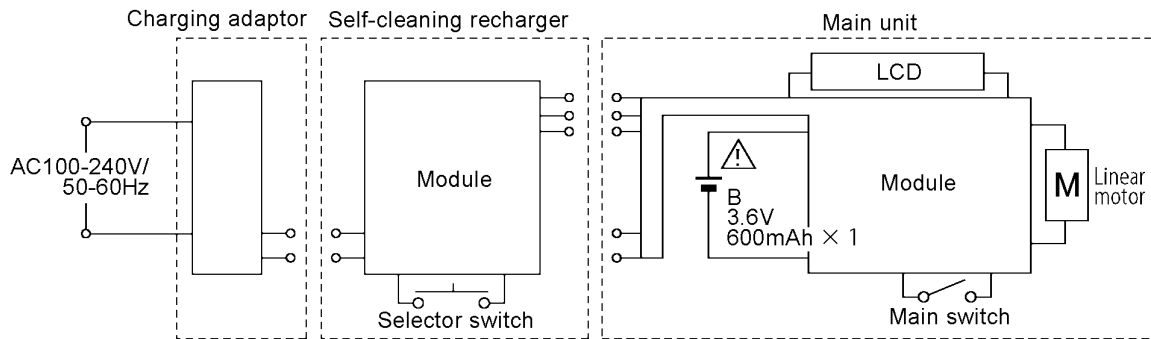 Charging adaptor
Self-cleaning recharger
Main unit
AC100-240V/
50-60Hz
Module
Selector switch
LCD
B
3.6V
600mAh × 1
Module
M
Linear
motor
Main switch